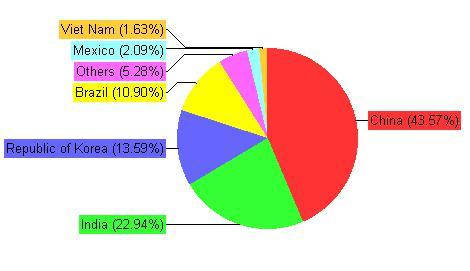 Viet Nam (1.63%)
Mexico (2.09%)
Others (5.28%)
Brazil (10.90%)
China (43.57%)
Republic of Korea (13.59%)
India (22.94%)